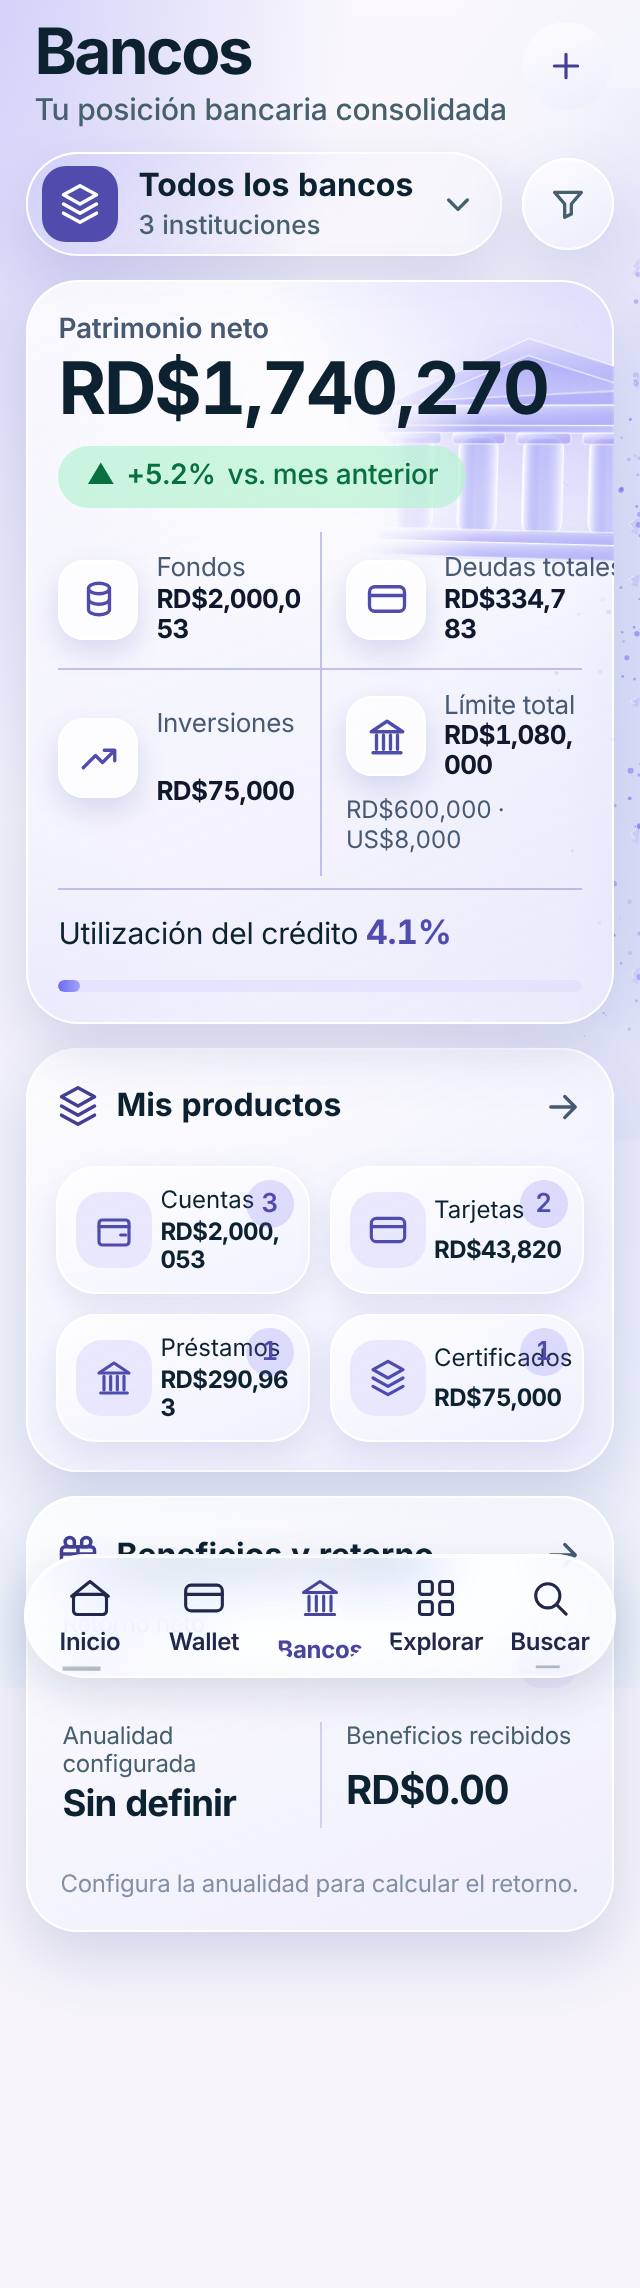 Bancos
Tu posición bancaria consolidada
Todos los bancos
3 instituciones
Patrimonio neto
RD$1,740,270
▲ +5.2% vs. mes anterior
Fondos
RD$2,000,0
53
Deudas totales
RD$334,7
83
Inversiones
RD$75,000
Límite total
RD$1,080,
000
RD$600,000 ·
US$8,000
Utilización del crédito 4.1%
Mis productos
Cuentas 3
RD$2,000,
053
Tarjetas 2
RD$43,820
Préstamos 1
RD$290,96
3
Certificados 1
RD$75,000
Beneficios y retorno
Retorno neto
Inicio
Wallet
Bancos
Explorar
Buscar
Anualidad
configurada
Sin definir
Beneficios recibidos
RD$0.00
Configura la anualidad para calcular el retorno.